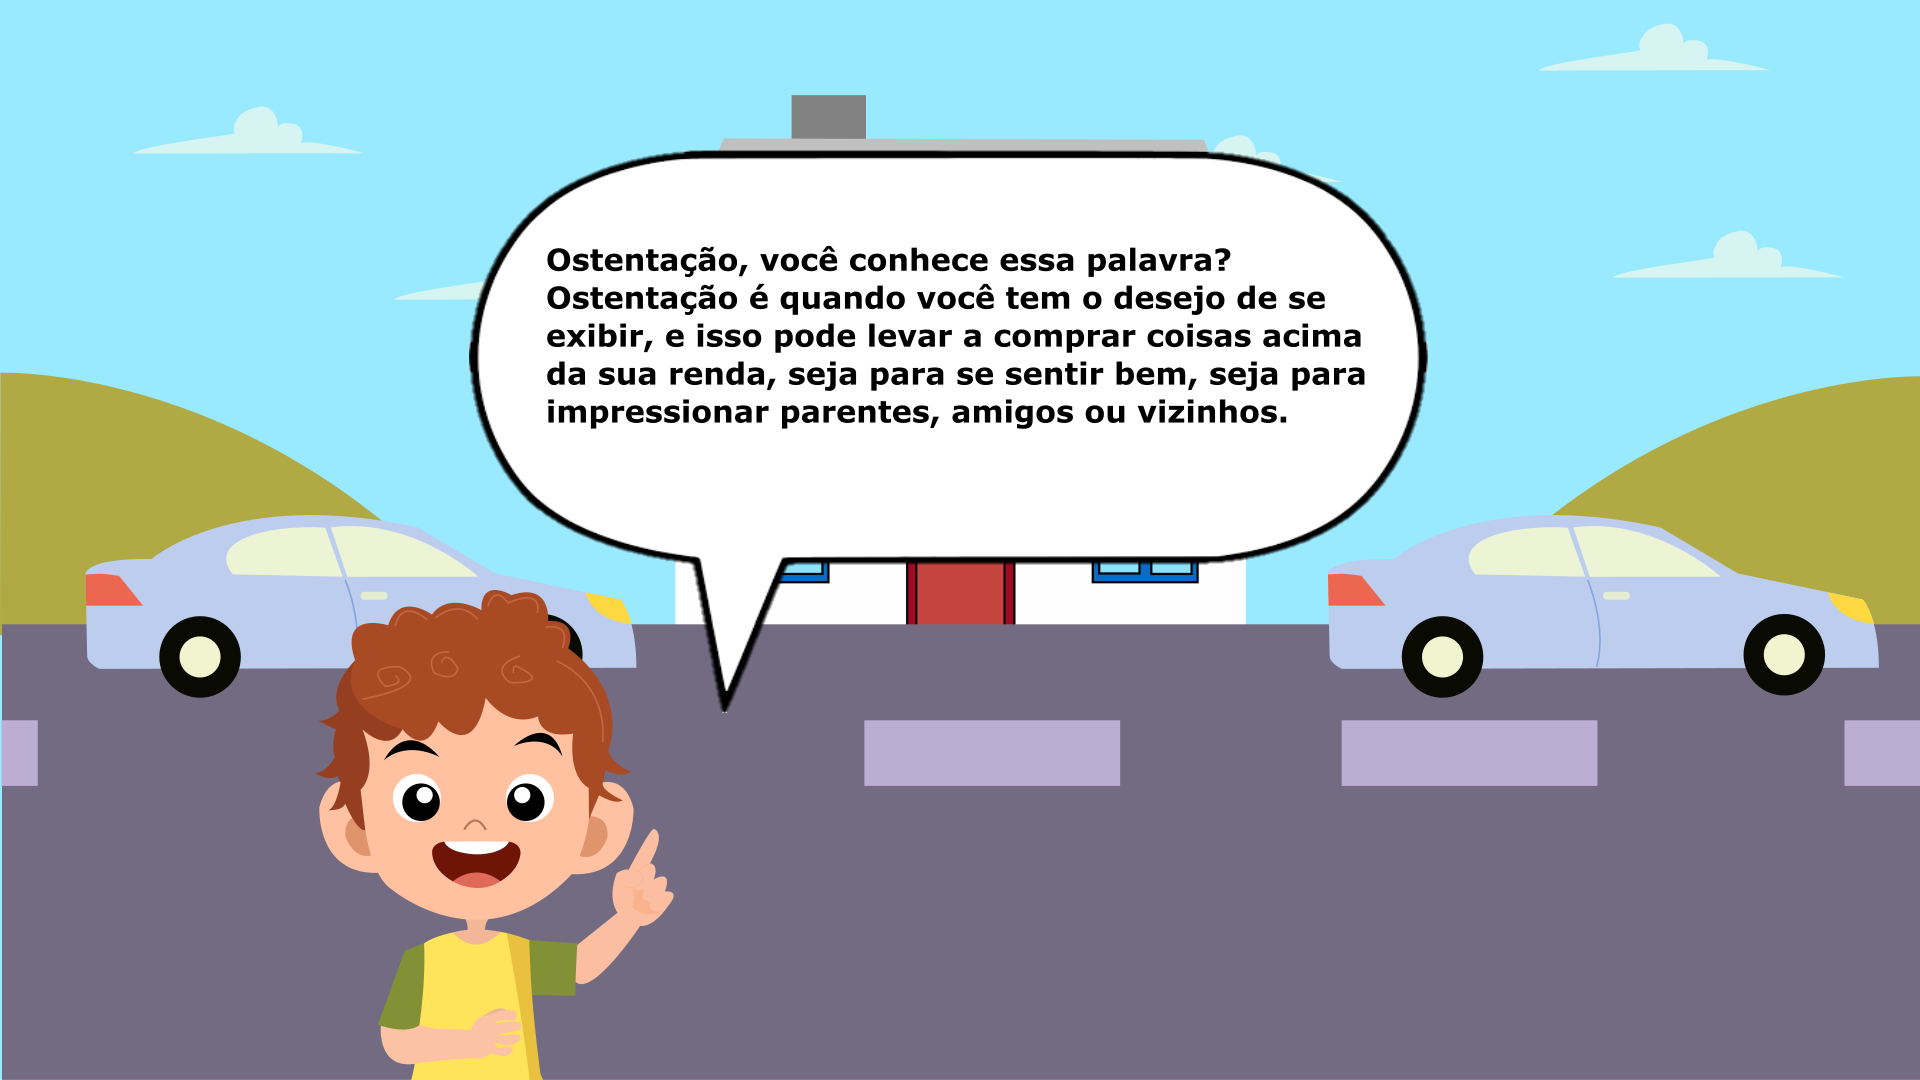 Ostentação, você conhece essa palavra?
Ostentação é quando você tem o desejo de se
exibir, e isso pode levar a comprar coisas acima
da sua renda, seja para se sentir bem, seja para
impressionar parentes, amigos ou vizinhos.